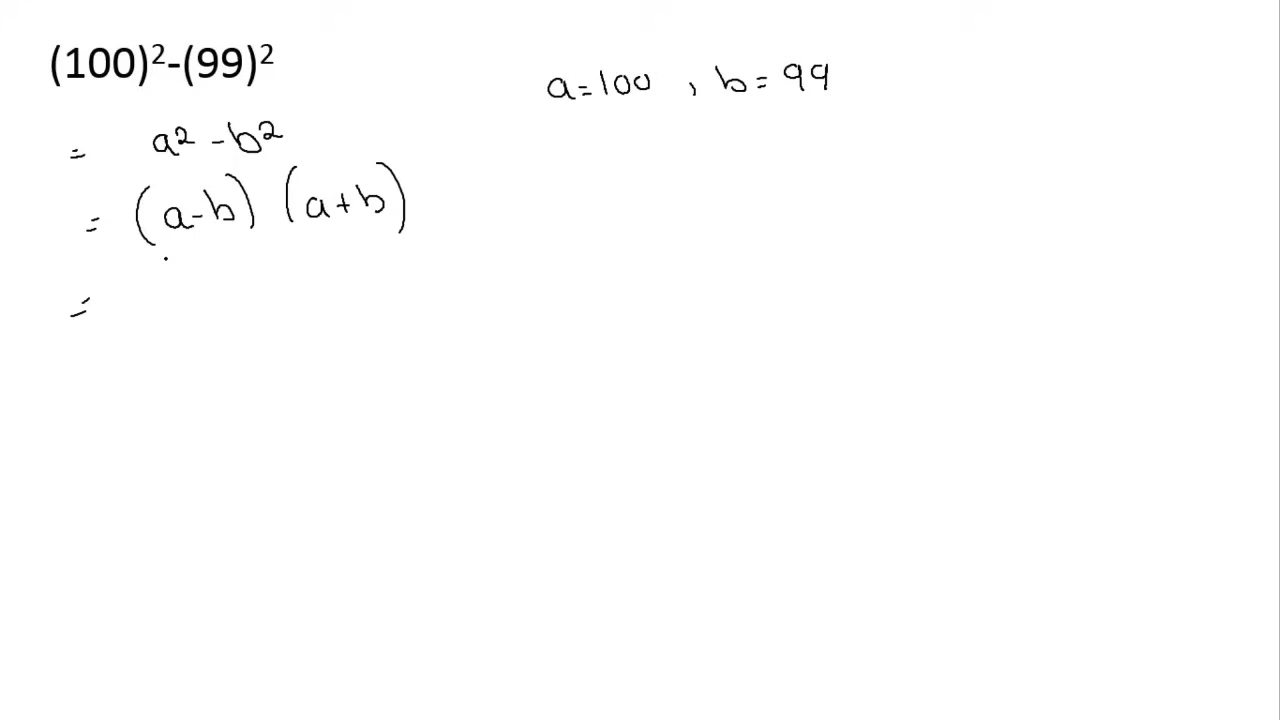 (100)²-(99)²
a=100 , b=99
= a² - b²
= (a-b) (a+b)
=